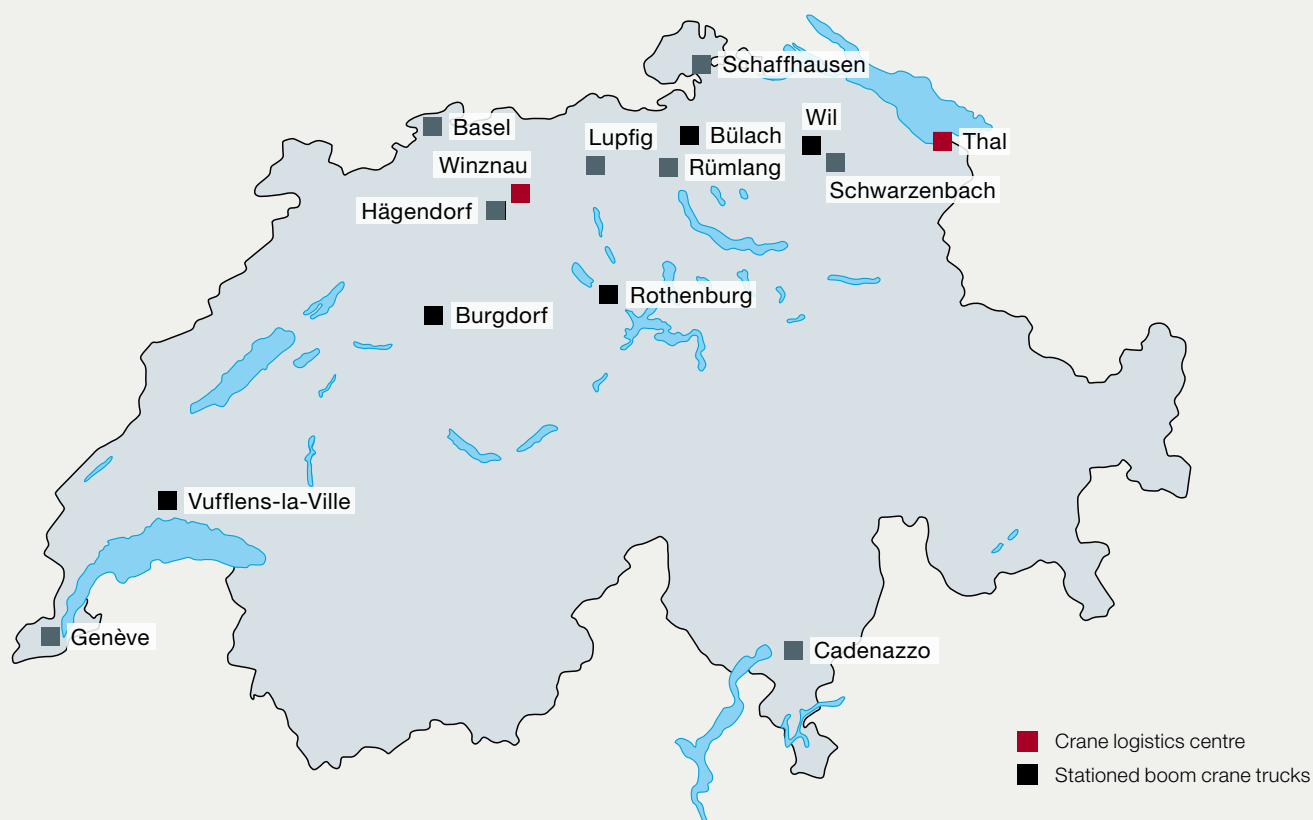 Schaffhausen
Basel
Wil
Lupfig
Bülach
Thal
Winznau
Rümlang
Schwarzenbach
Hägendorf
Rothenburg
Burgdorf
Vufflens-la-Ville
Genève
Cadenazzo
Crane logistics centre
Stationed boom crane trucks